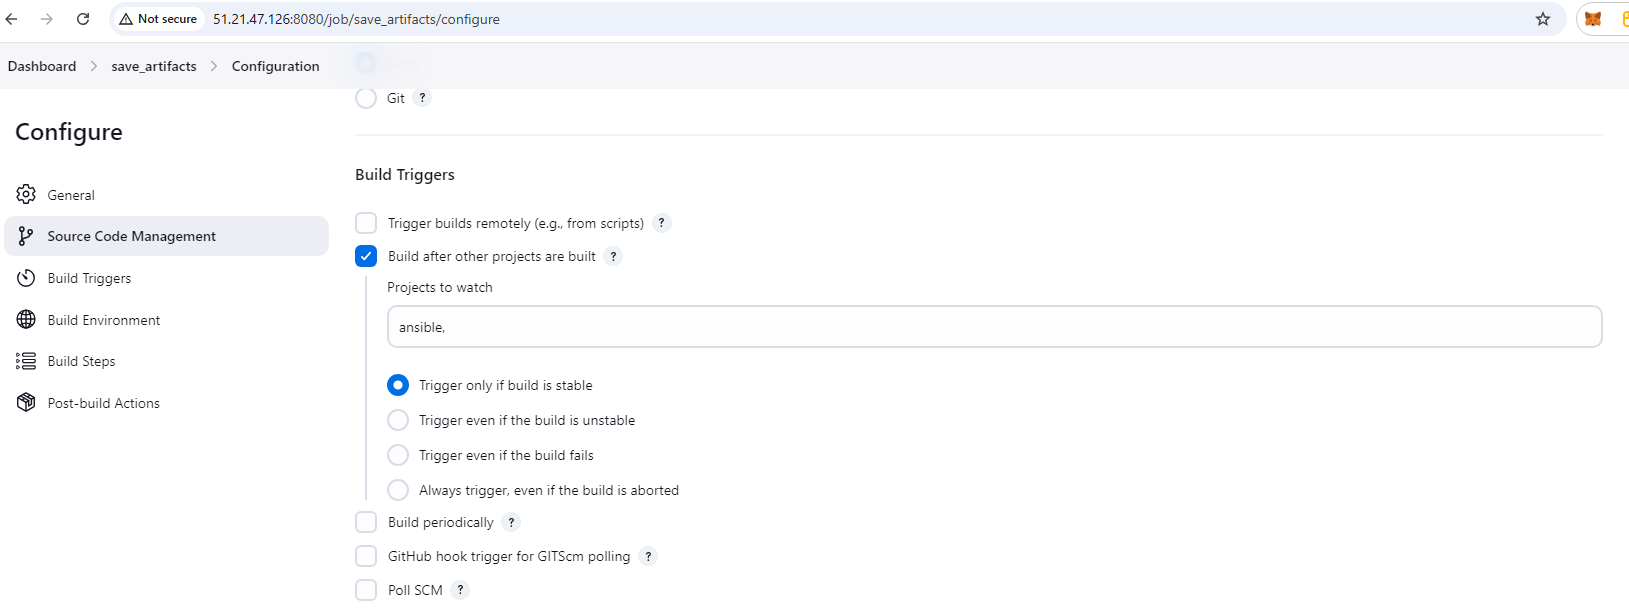 Not secure 51.21.47.126:8080/job/save_artifacts/configure
Dashboard > save_artifacts > Configuration
Git ?
Configure
General
Source Code Management
Build Triggers
Build Environment
Build Steps
Post-build Actions
Build Triggers
Trigger builds remotely (e.g., from scripts) ?
Build after other projects are built ?
Projects to watch
ansible,
Trigger only if build is stable
Trigger even if the build is unstable
Trigger even if the build fails
Always trigger, even if the build is aborted
Build periodically ?
GitHub hook trigger for GITScm polling ?
Poll SCM ?